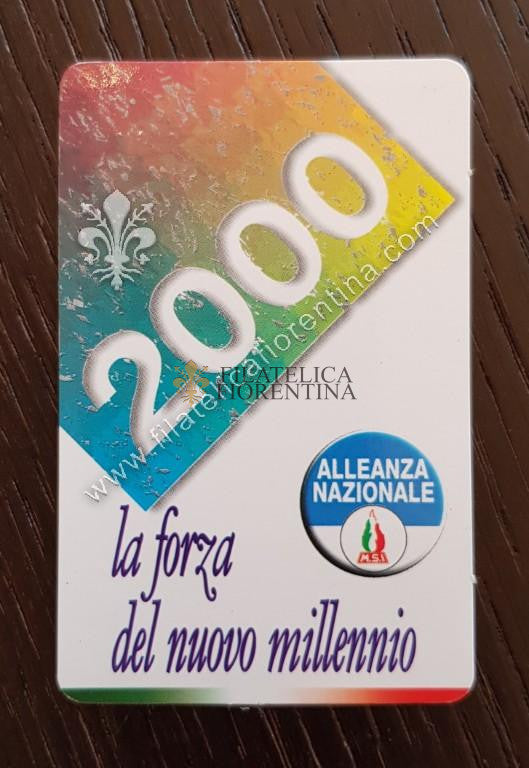 2000
www.filatelicafiorentina.com
FILATELICA
FIORENTINA
ALLEANZA
NAZIONALE
M.S.I
la forza
del nuovo millennio